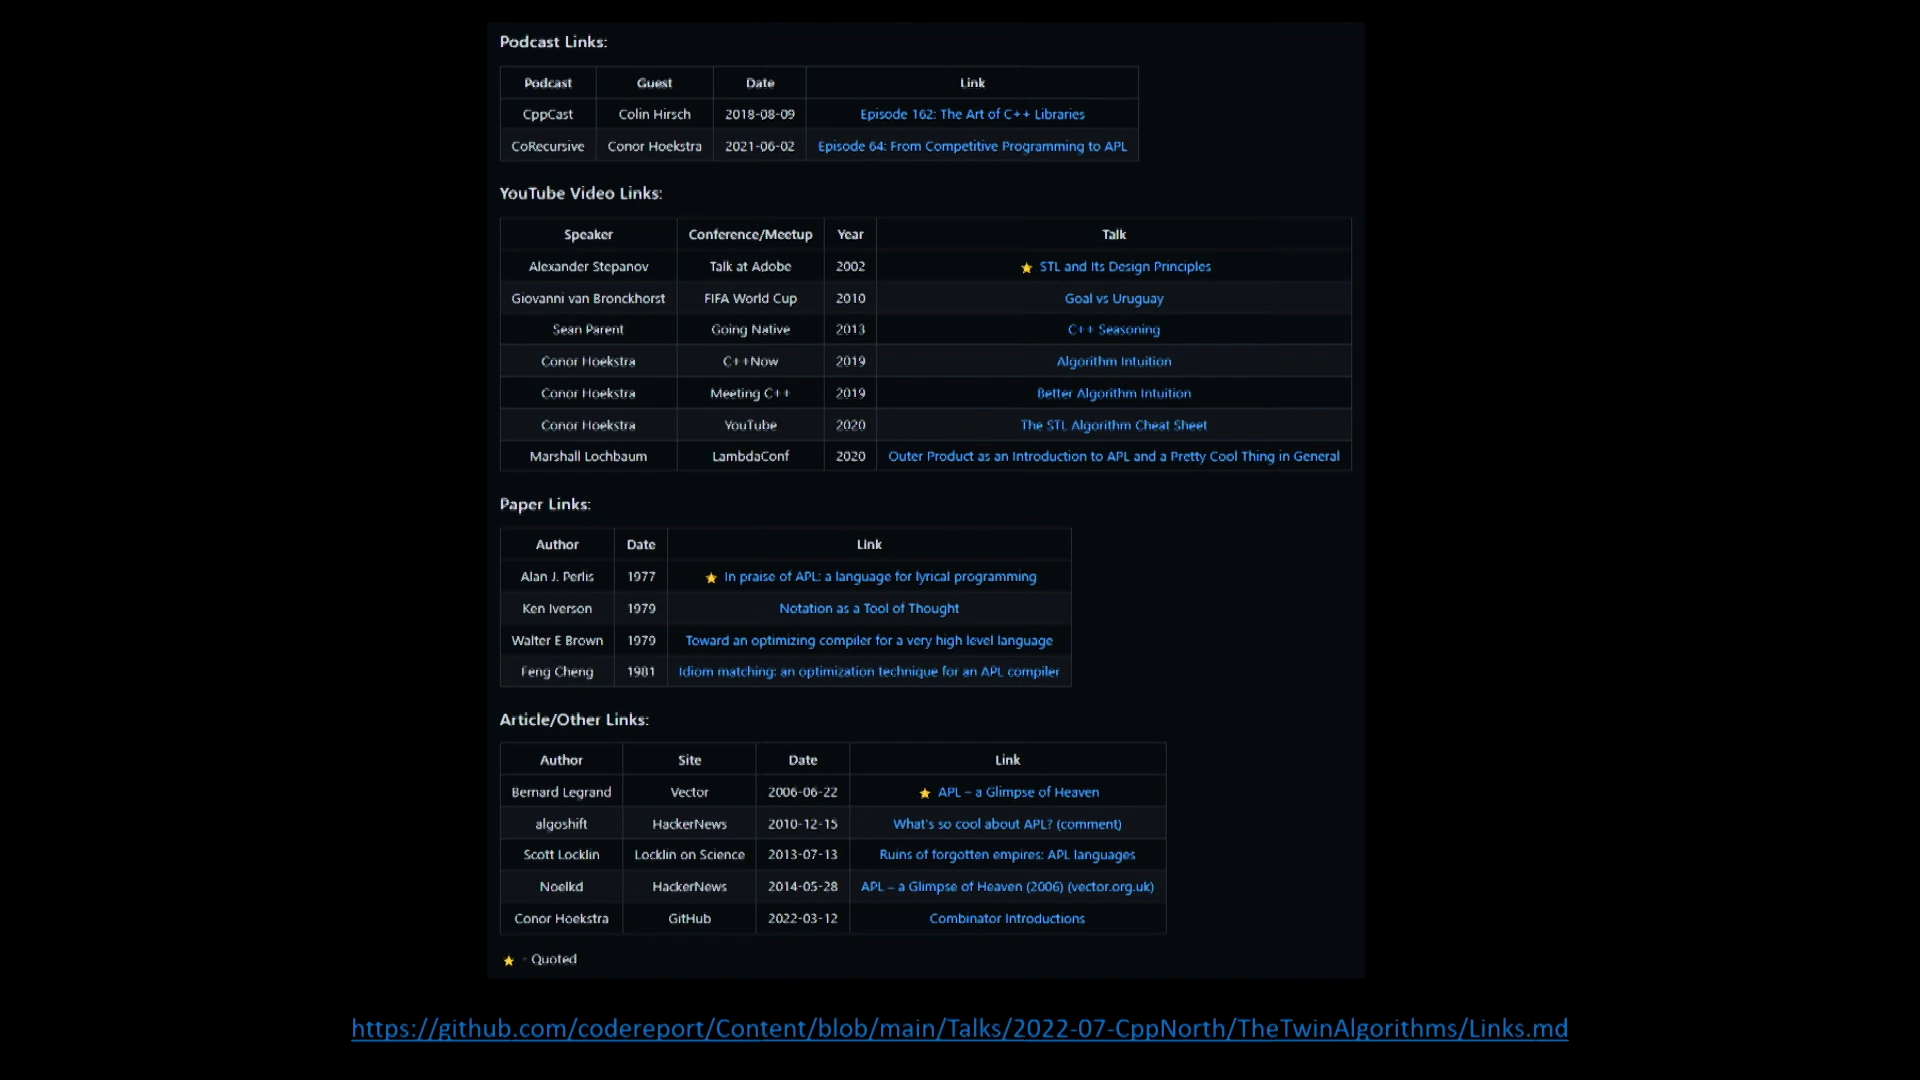 Podcast Links:
Podcast Guest Date Link
CppCast Colin Hirsch 2018-08-09 Episode 162: The Art of C++ Libraries
CoRecursive Conor Hoekstra 2021-06-02 Episode 64: From Competitive Programming to APL
YouTube Video Links:
Speaker Conference/Meetup Year Talk
Alexander Stepanov Talk at Adobe 2002 ⭐ STL and Its Design Principles
Giovanni van Bronckhorst FIFA World Cup 2010 Goal vs Uruguay
Sean Parent Going Native 2013 C++ Seasoning
Conor Hoekstra C++Now 2019 Algorithm Intuition
Conor Hoekstra Meeting C++ 2019 Better Algorithm Intuition
Conor Hoekstra YouTube 2020 The STL Algorithm Cheat Sheet
Marshall Lochbaum LambdaConf 2020 Outer Product as an Introduction to APL and a Pretty Cool Thing in General
Paper Links:
Author Date Link
Alan J. Perlis 1977 ⭐ In praise of APL: a language for lyrical programming
Ken Iverson 1979 Notation as a Tool of Thought
Walter E Brown 1979 Toward an optimizing compiler for a very high level language
Feng Cheng 1981 Idiom matching: an optimization technique for an APL compiler
Article/Other Links:
Author Site Date Link
Bernard Legrand Vector 2006-06-22 ⭐ APL – a Glimpse of Heaven
algoshift HackerNews 2010-12-15 What's so cool about APL? (comment)
Scott Locklin Locklin on Science 2013-07-13 Ruins of forgotten empires: APL languages
Noelkd HackerNews 2014-05-28 APL – a Glimpse of Heaven (2006) (vector.org.uk)
Conor Hoekstra GitHub 2022-03-12 Combinator Introductions
⭐ - Quoted
https://github.com/codereport/Content/blob/main/Talks/2022-07-CppNorth/TheTwinAlgorithms/Links.md